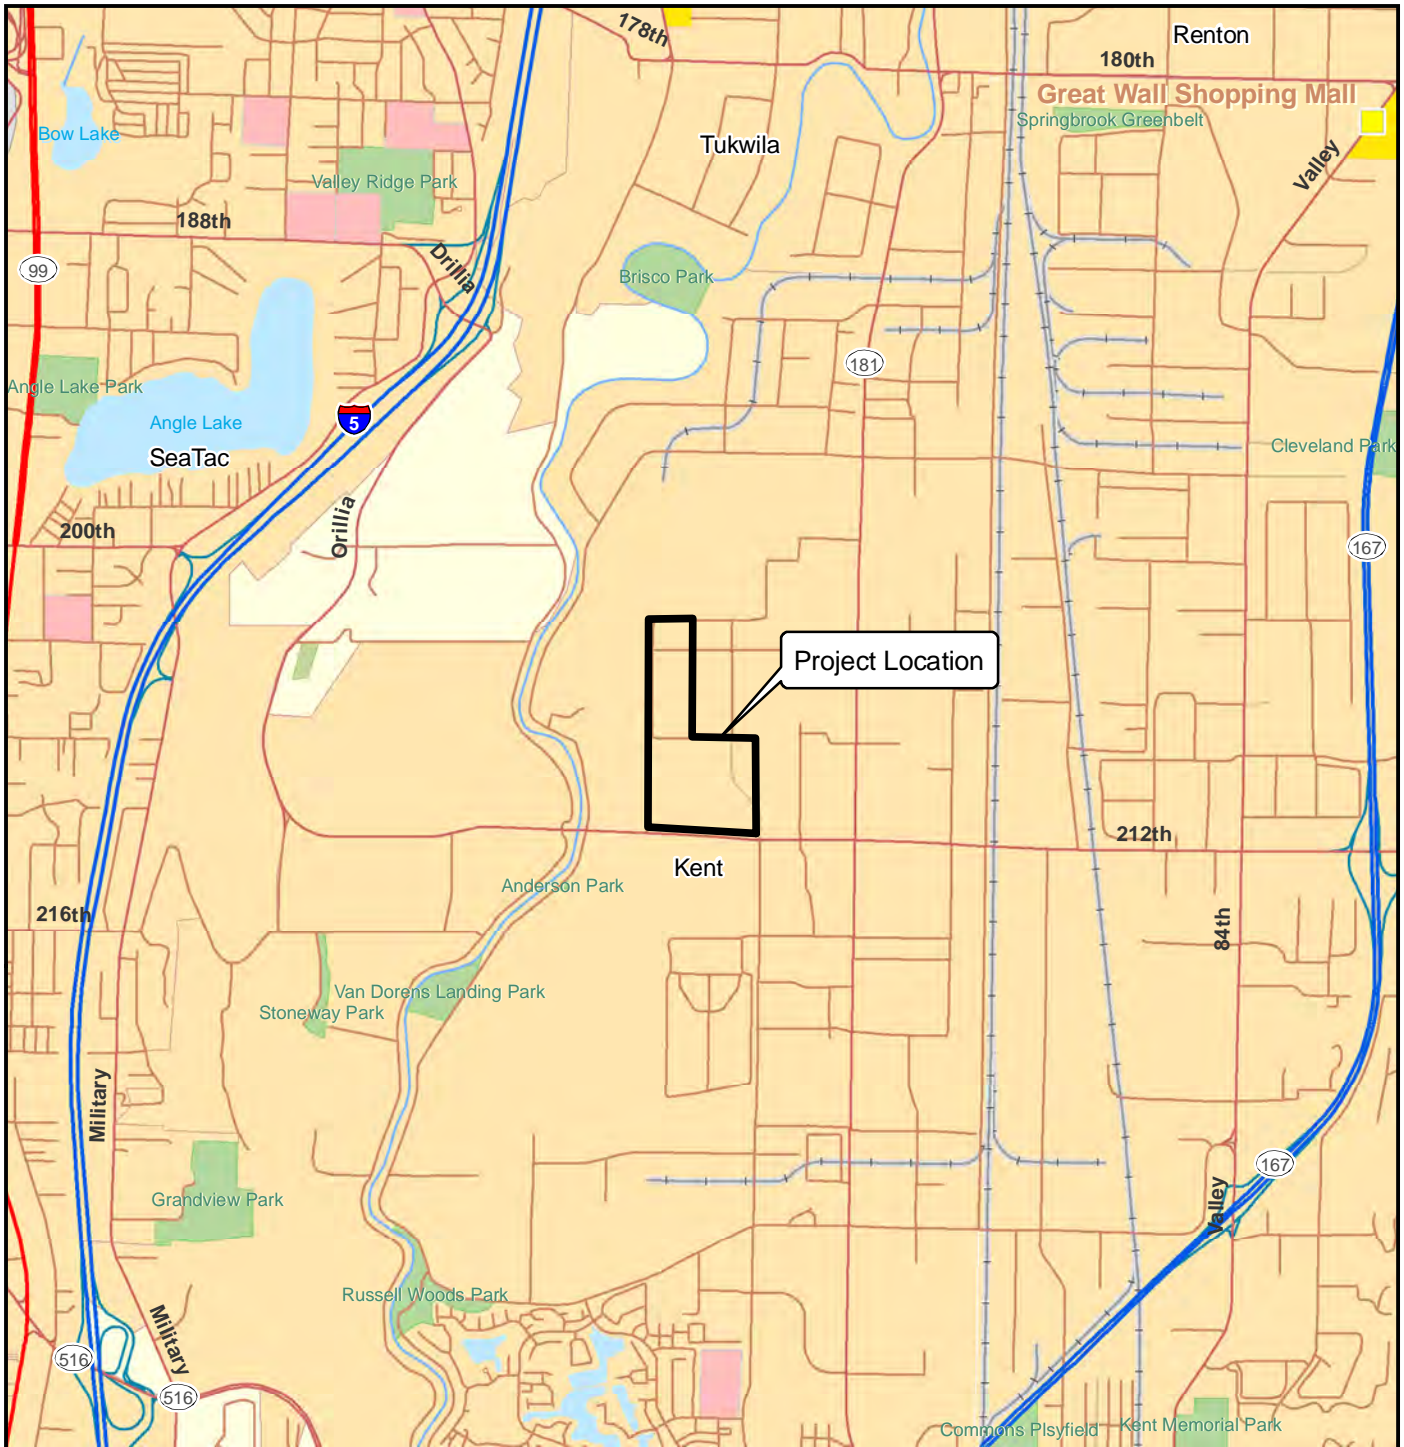 178th
Renton
180th
Great Wall Shopping Mall
Springbrook Greenbelt
Bow Lake
Tukwila
Valley
Valley Ridge Park
188th
Drillia
99
Brisco Park
181
Angle Lake Park
Angle Lake
5
SeaTac
Cleveland Park
Orillia
200th
167
Project Location
212th
Kent
Anderson Park
216th
84th
Van Dorens Landing Park
Stoneway Park
Military
167
Grandview Park
Valley
Russell Woods Park
Military
516
516
Commons Plsyfield
Kent Memorial Park